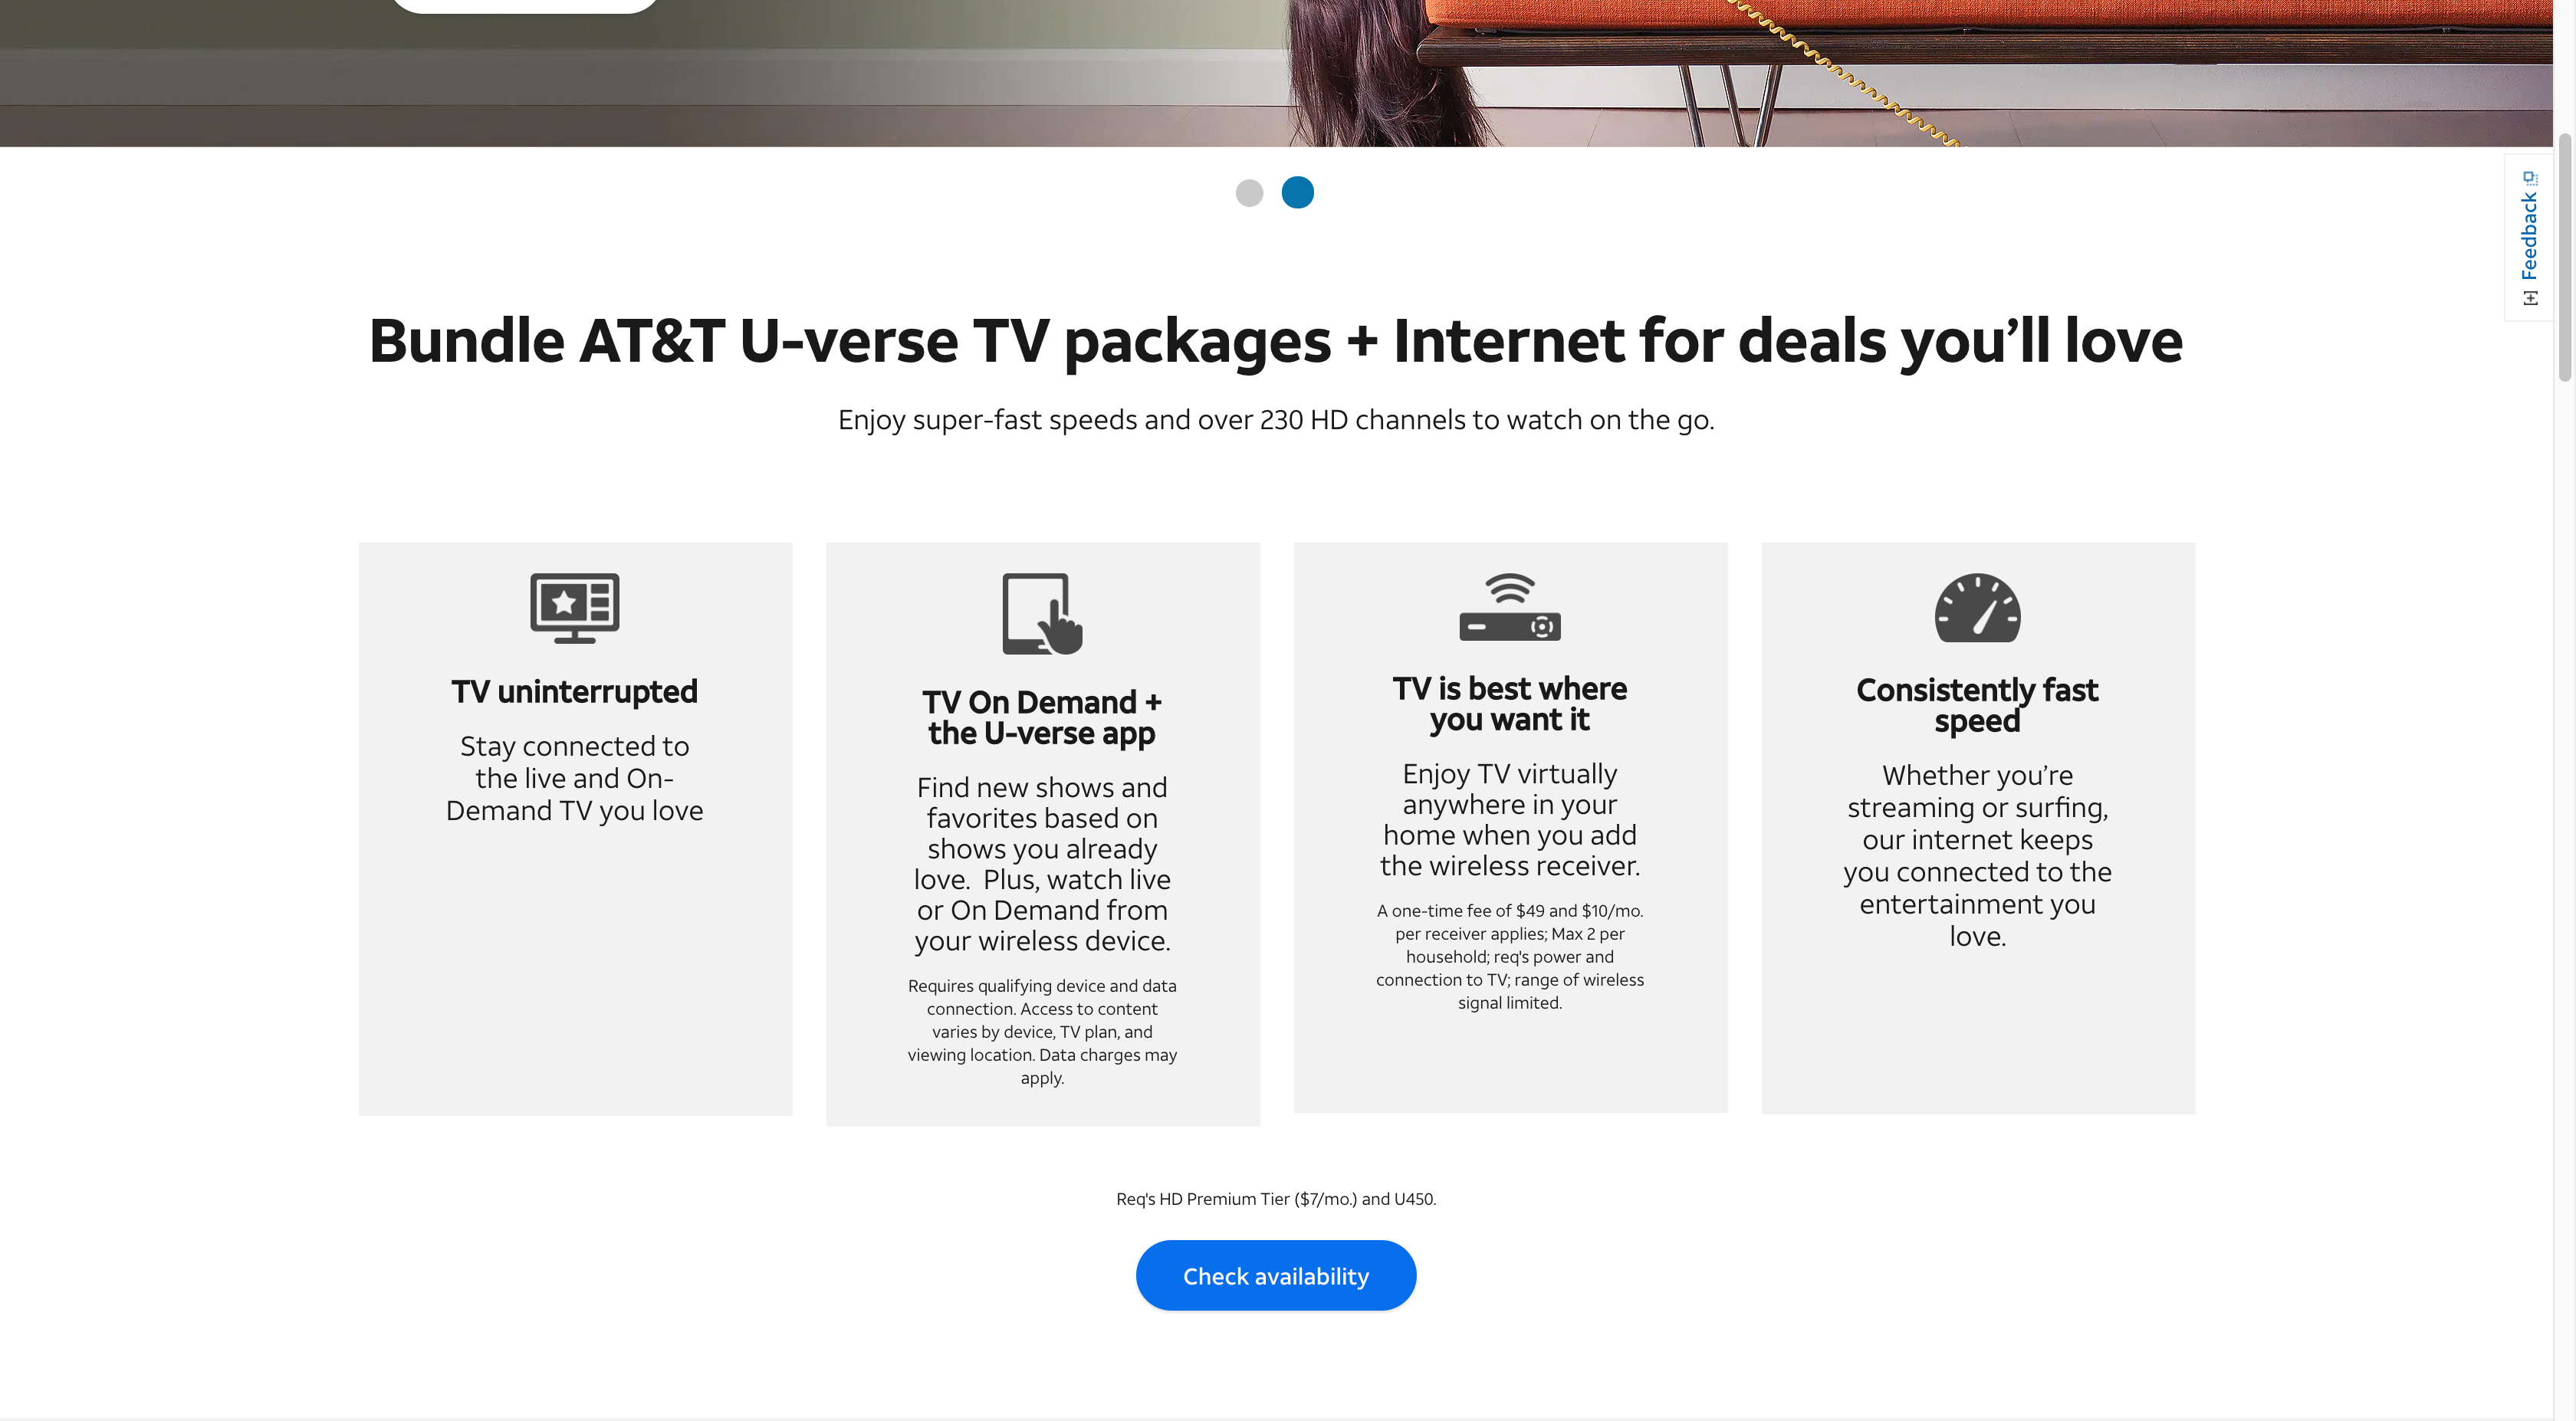 Feedback
Bundle AT&T U-verse TV packages + Internet for deals you’ll love
Enjoy super-fast speeds and over 230 HD channels to watch on the go.
TV uninterrupted
Stay connected to
the live and On-
Demand TV you love
TV On Demand +
the U-verse app
Find new shows and
favorites based on
shows you already
love.  Plus, watch live
or On Demand from
your wireless device.
Requires qualifying device and data
connection. Access to content
varies by device, TV plan, and
viewing location. Data charges may
apply.
TV is best where
you want it
Enjoy TV virtually
anywhere in your
home when you add
the wireless receiver.
A one-time fee of $49 and $10/mo.
per receiver applies; Max 2 per
household; req's power and
connection to TV; range of wireless
signal limited.
Consistently fast
speed
Whether you’re
streaming or surfing,
our internet keeps
you connected to the
entertainment you
love.
Req's HD Premium Tier ($7/mo.) and U450.
Check availability